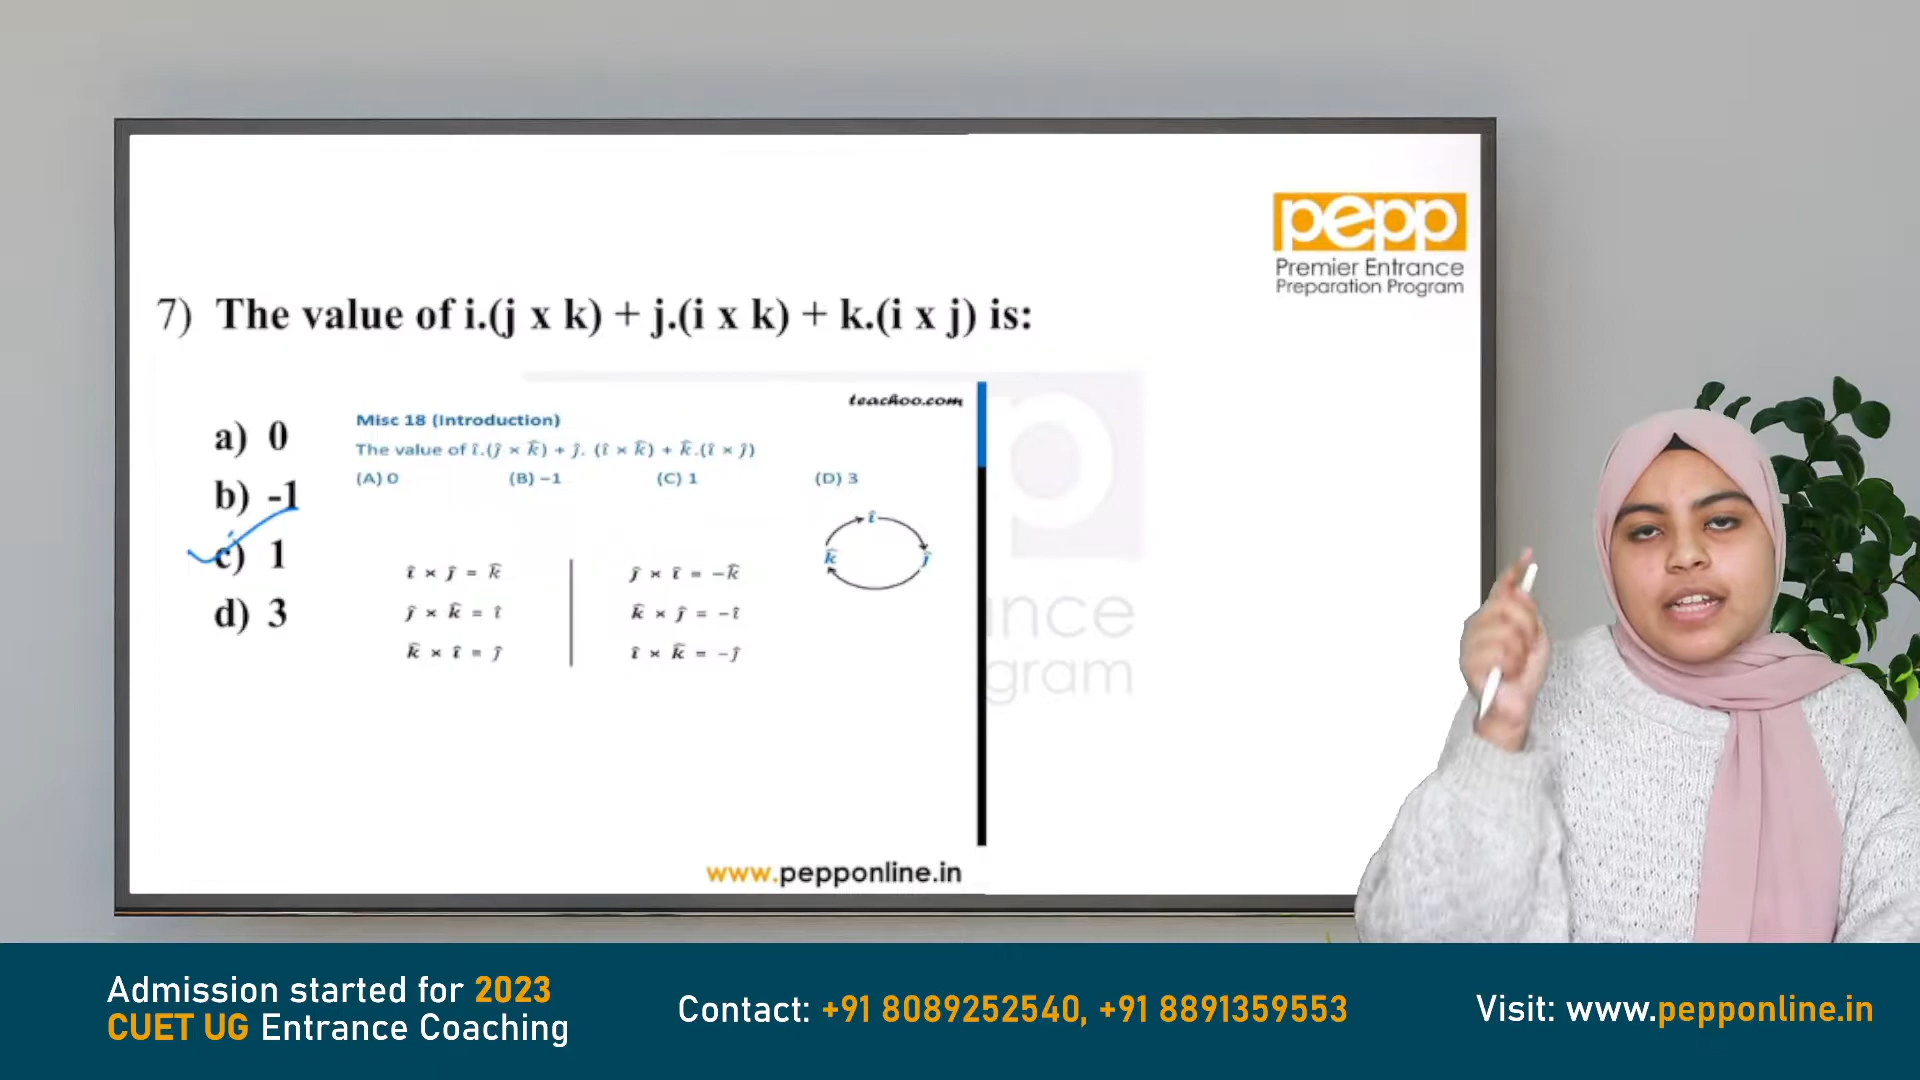 pepp
Premier Entrance
Preparation Program
7) The value of i.(j x k) + j.(i x k) + k.(i x j) is:
teachoo.com
Misc 18 (Introduction)
The value of î.(ĵ × k̂) + ĵ. (î × k̂) + k̂.(î × ĵ)
(A) 0 (B) −1 (C) 1 (D) 3
a) 0
b) -1
c) 1
d) 3
î
k̂ ĵ
î × ĵ = k̂ ĵ × î = −k̂
ĵ × k̂ = î k̂ × ĵ = −î
k̂ × î = ĵ î × k̂ = −ĵ
p
ance
gram
www.pepponline.in
Admission started for 2023
CUET UG Entrance Coaching
Contact: +91 8089252540, +91 8891359553
Visit: www.pepponline.in